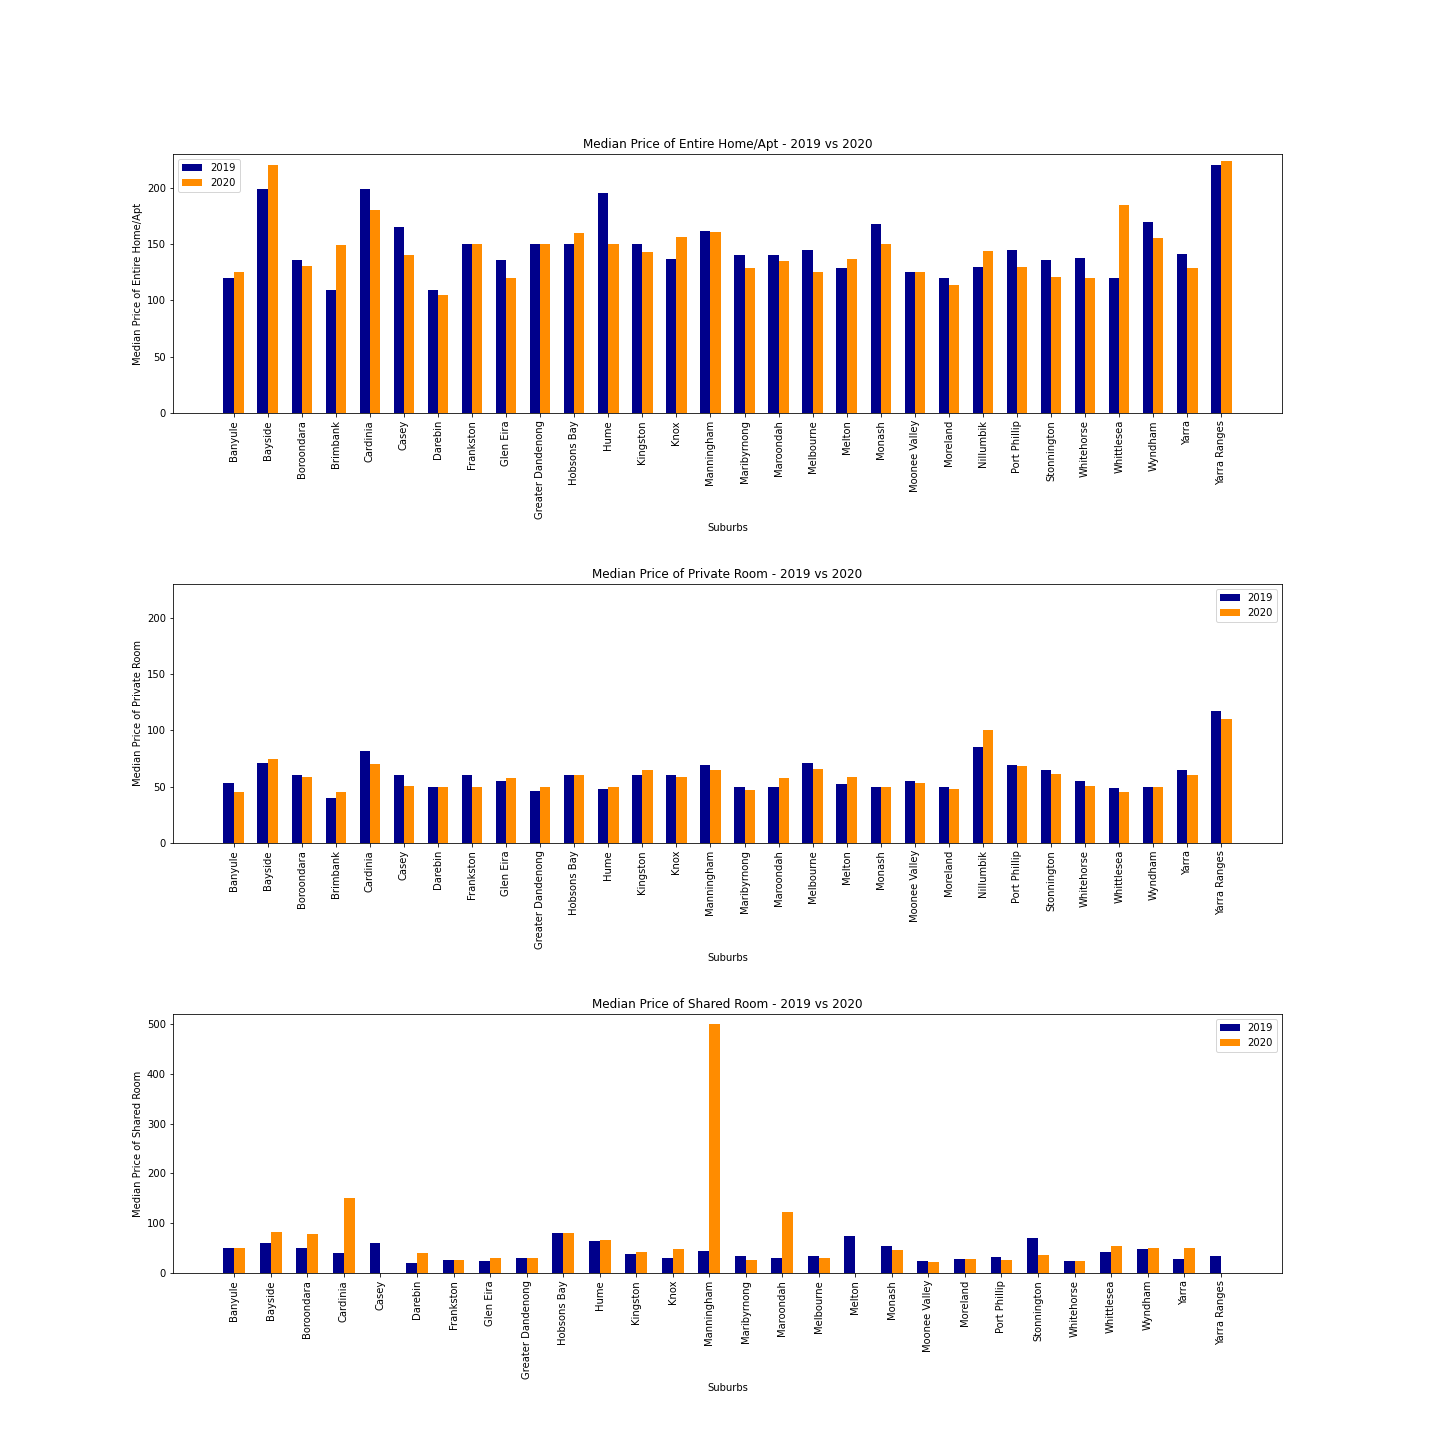 Median Price of Entire Home/Apt - 2019 vs 2020
2019
2020
Median Price of Entire Home/Apt
200
150
100
50
0
Banyule
Bayside
Boroondara
Brimbank
Cardinia
Casey
Darebin
Frankston
Glen Eira
Greater Dandenong
Hobsons Bay
Hume
Kingston
Knox
Manningham
Maribyrnong
Maroondah
Melbourne
Melton
Monash
Moonee Valley
Moreland
Nillumbik
Port Phillip
Stonnington
Whitehorse
Whittlesea
Wyndham
Yarra
Yarra Ranges
Suburbs
Median Price of Private Room - 2019 vs 2020
2019
2020
Median Price of Private Room
200
150
100
50
0
Banyule
Bayside
Boroondara
Brimbank
Cardinia
Casey
Darebin
Frankston
Glen Eira
Greater Dandenong
Hobsons Bay
Hume
Kingston
Knox
Manningham
Maribyrnong
Maroondah
Melbourne
Melton
Monash
Moonee Valley
Moreland
Nillumbik
Port Phillip
Stonnington
Whitehorse
Whittlesea
Wyndham
Yarra
Yarra Ranges
Suburbs
Median Price of Shared Room - 2019 vs 2020
2019
2020
Median Price of Shared Room
500
400
300
200
100
0
Banyule
Bayside
Boroondara
Cardinia
Casey
Darebin
Frankston
Glen Eira
Greater Dandenong
Hobsons Bay
Hume
Kingston
Knox
Manningham
Maribyrnong
Maroondah
Melbourne
Melton
Monash
Moonee Valley
Moreland
Port Phillip
Stonnington
Whitehorse
Whittlesea
Wyndham
Yarra
Yarra Ranges
Suburbs